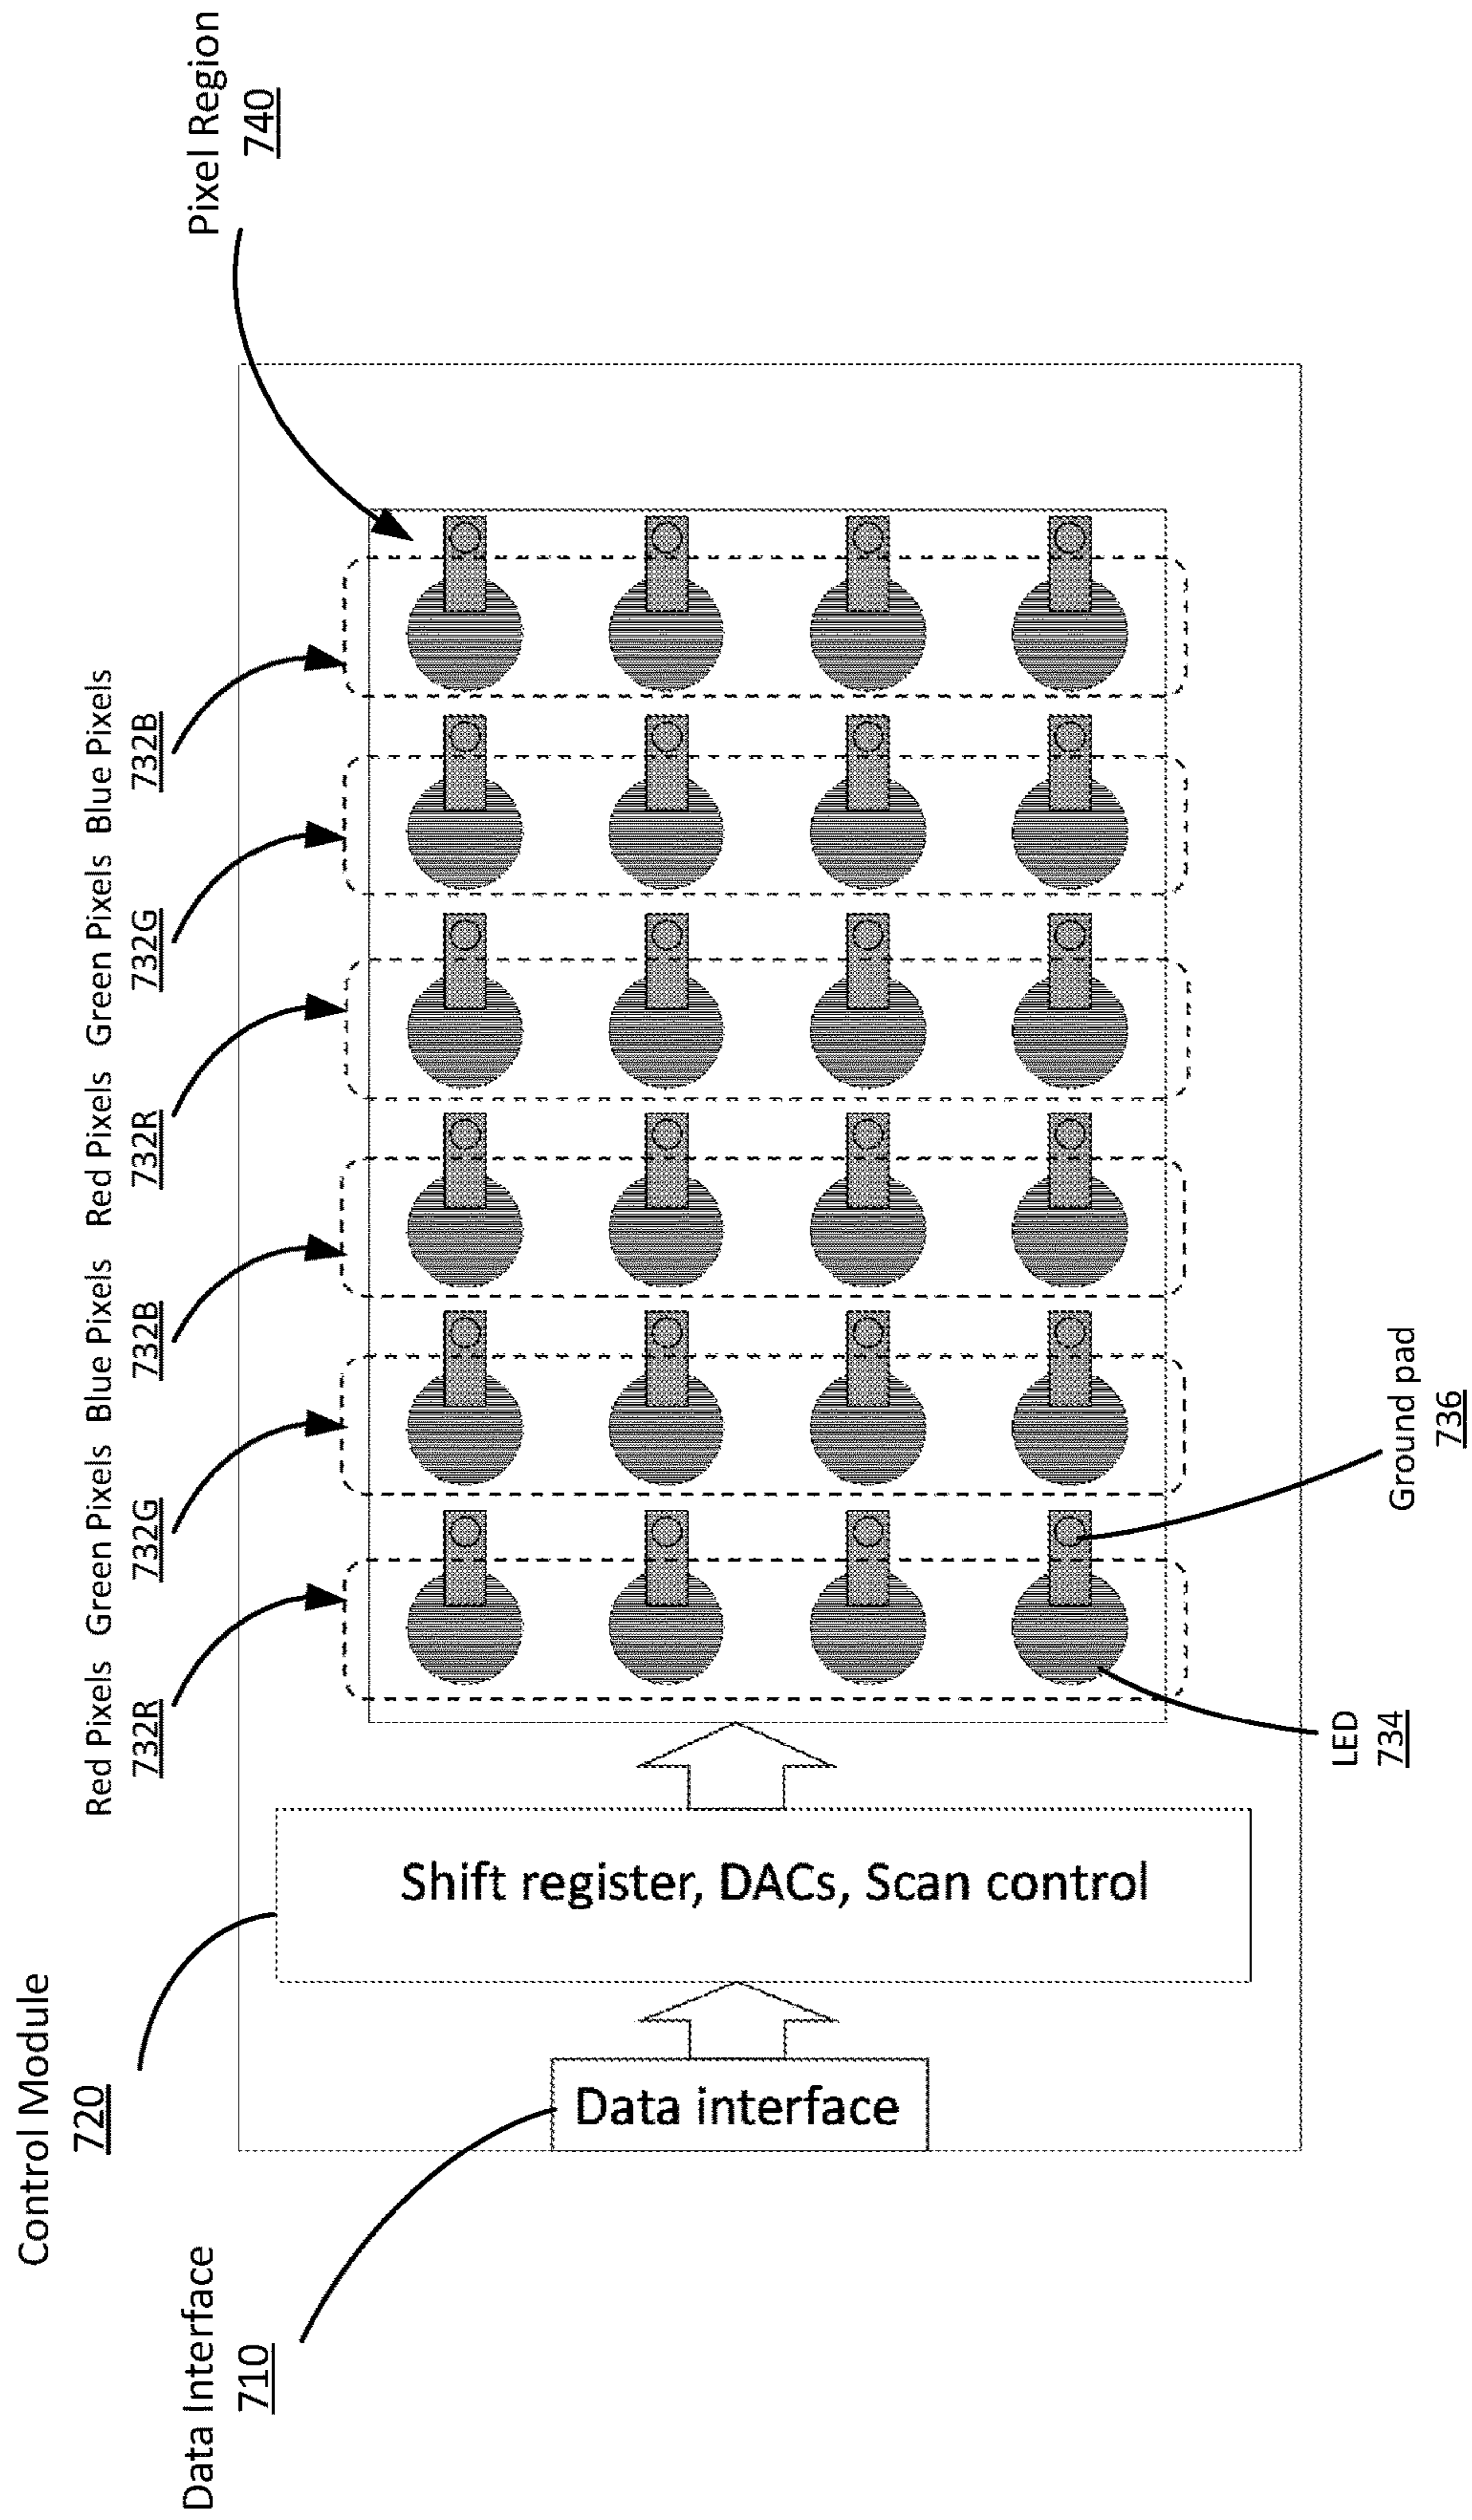 Pixel Region
740
Red Pixels Green Pixels Blue Pixels Red Pixels Green Pixels Blue Pixels
732R 732G 732B 732R 732G 732B
Control Module
720
Data Interface
710
Shift register, DACs, Scan control
Data interface
LED
734
Ground pad
736